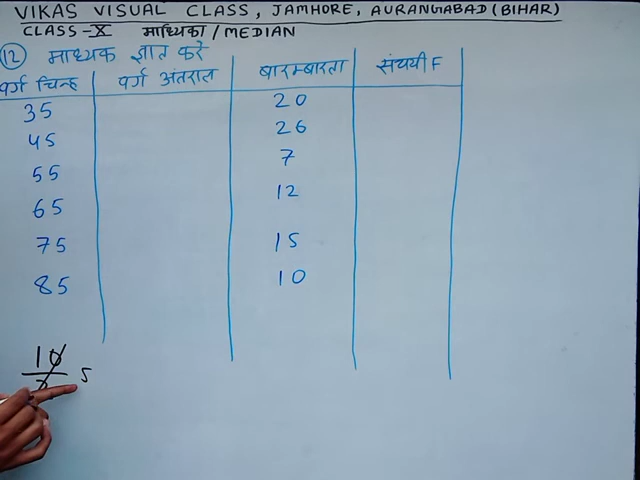 VIKAS VISUAL CLASS, JAMHORE, AURANGABAD (BIHAR)
CLASS-X माध्यिका / MEDIAN
12 माध्यक ज्ञात करे
वर्ग चिन्ह वर्ग अंतराल बारम्बारता संचयी F
35 20
45 26
55 7
65 12
75 15
85 10
10
2 5